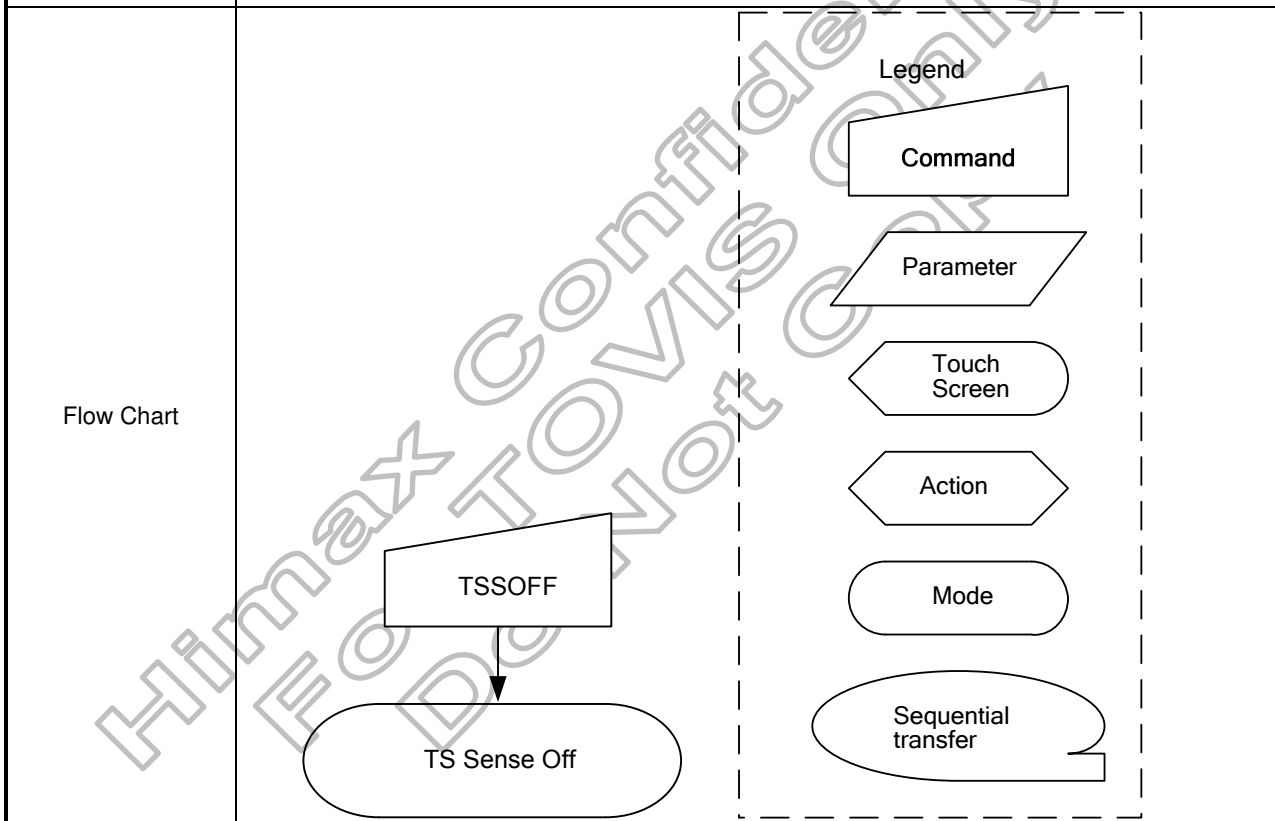 Flow Chart
TSSOFF
TS Sense Off
Legend
Command
Parameter
Touch
Screen
Action
Mode
Sequential
transfer
Himax Confiden
For TOVIS Only
Do Not Copy